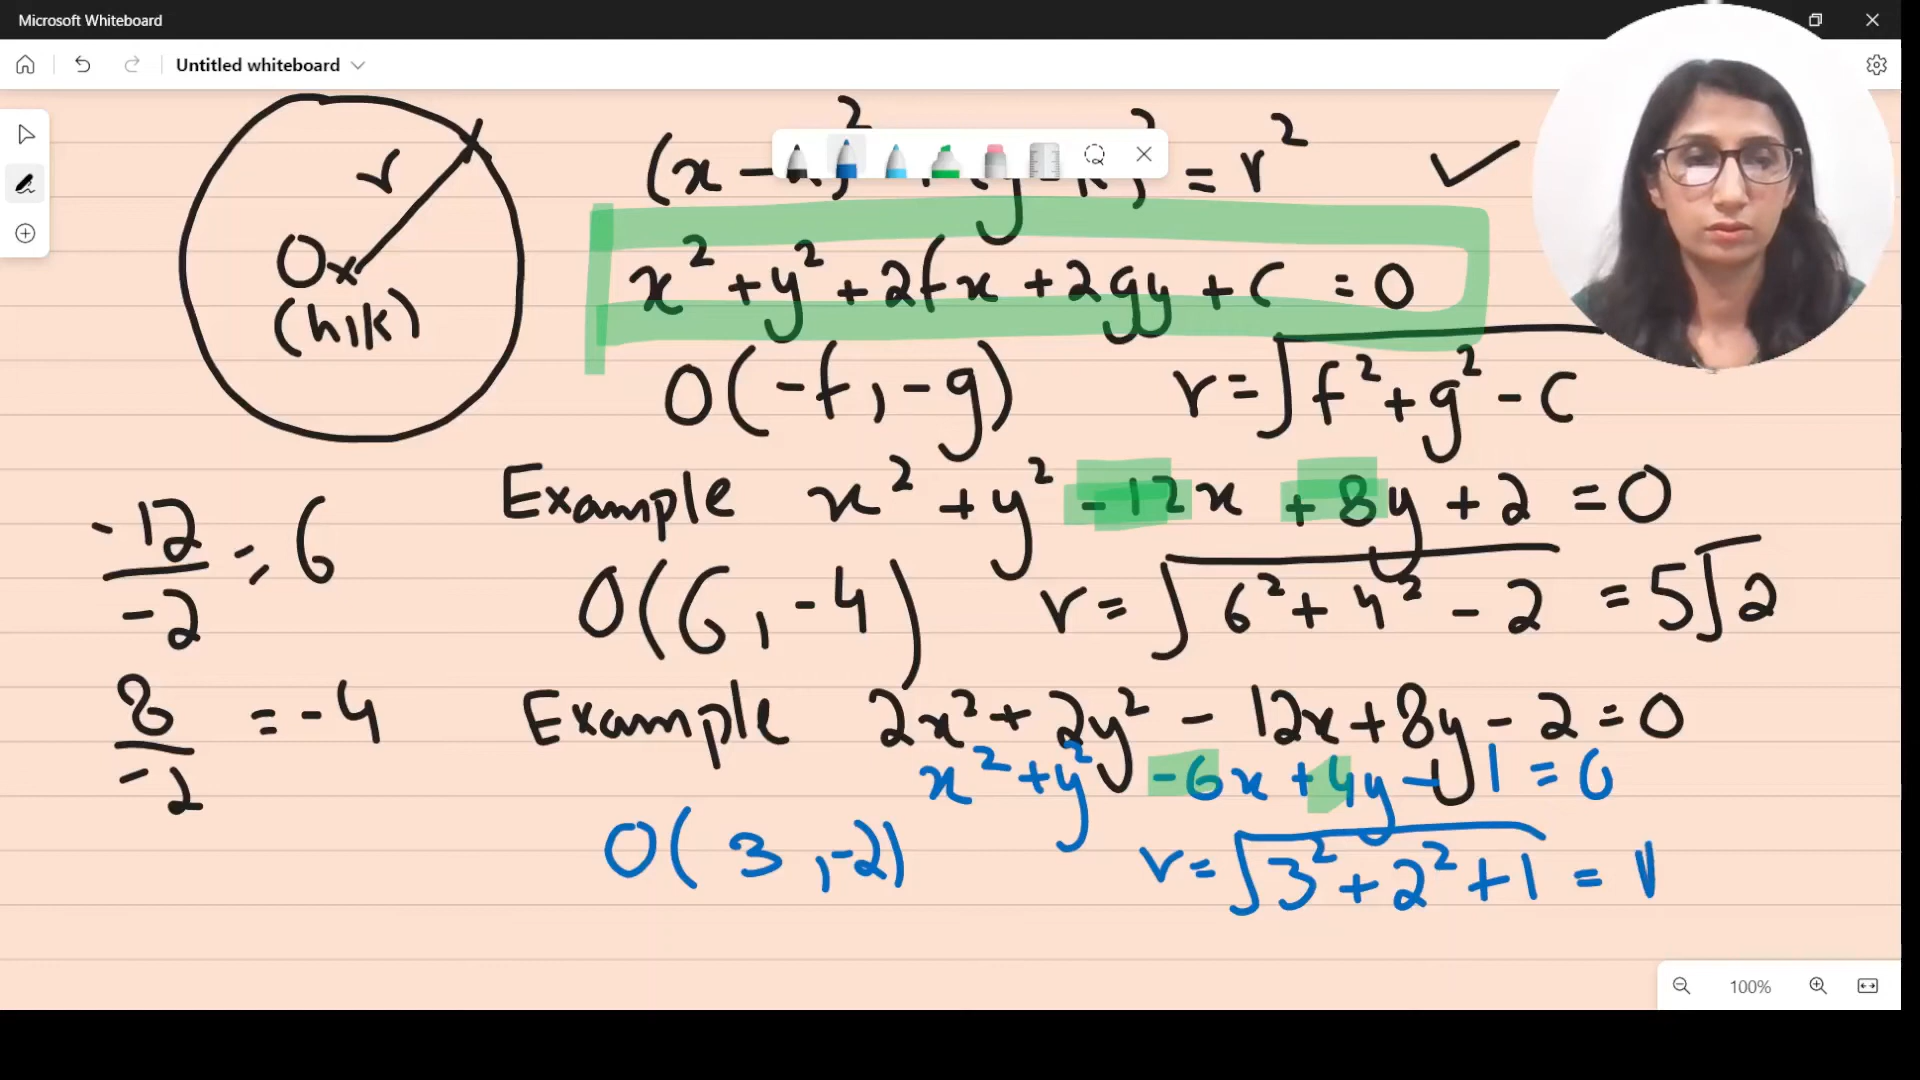 Microsoft Whiteboard
Untitled whiteboard
r
O
(h,k)
(x - h)² + (y - k)² = r² ✓
x² + y² + 2fx + 2gy + c = 0
O(-f, -g) r = √f² + g² - c
Example x² + y² - 12x + 8y + 2 = 0
-12/-2 = 6
O(6, -4) r = √6² + 4² - 2 = 5√2
8/-2 = -4
Example 2x² + 2y² - 12x + 8y - 2 = 0
x² + y² - 6x + 4y - 1 = 0
O(3, -2) r = √3² + 2² + 1 =
100%